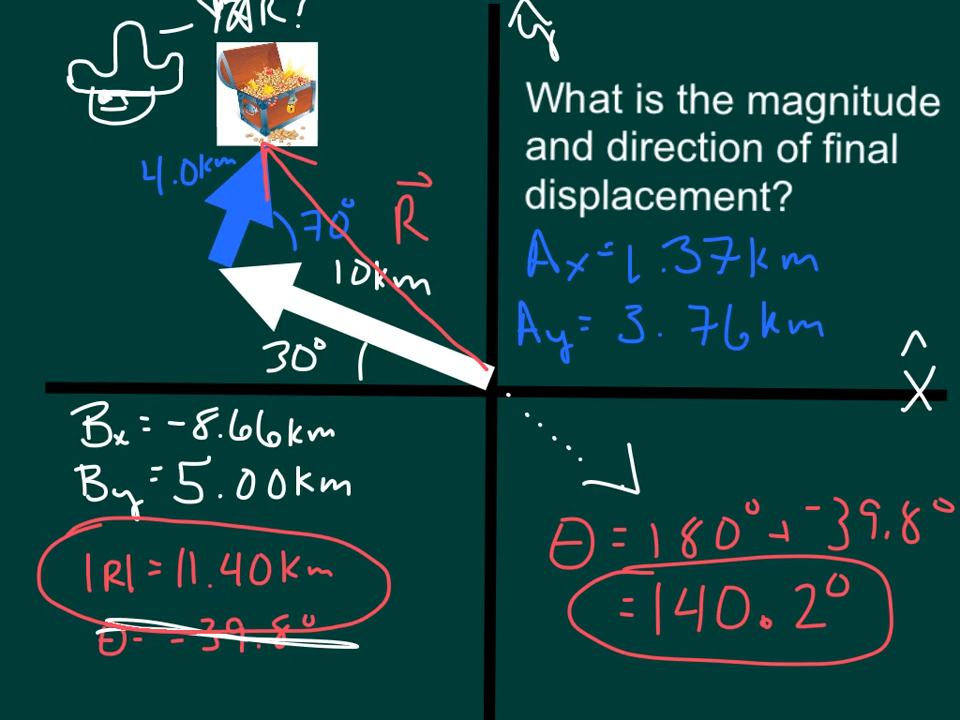 YAR!
ŷ
What is the magnitude
and direction of final
displacement?
4.0km
70°
R
10km
30°
Ax=1.37km
Ay= 3.76km
x̂
Bx=-8.66km
By=5.00km
|R|=11.40km
θ= -39.8°
θ=180°+-39.8°
=140.2°